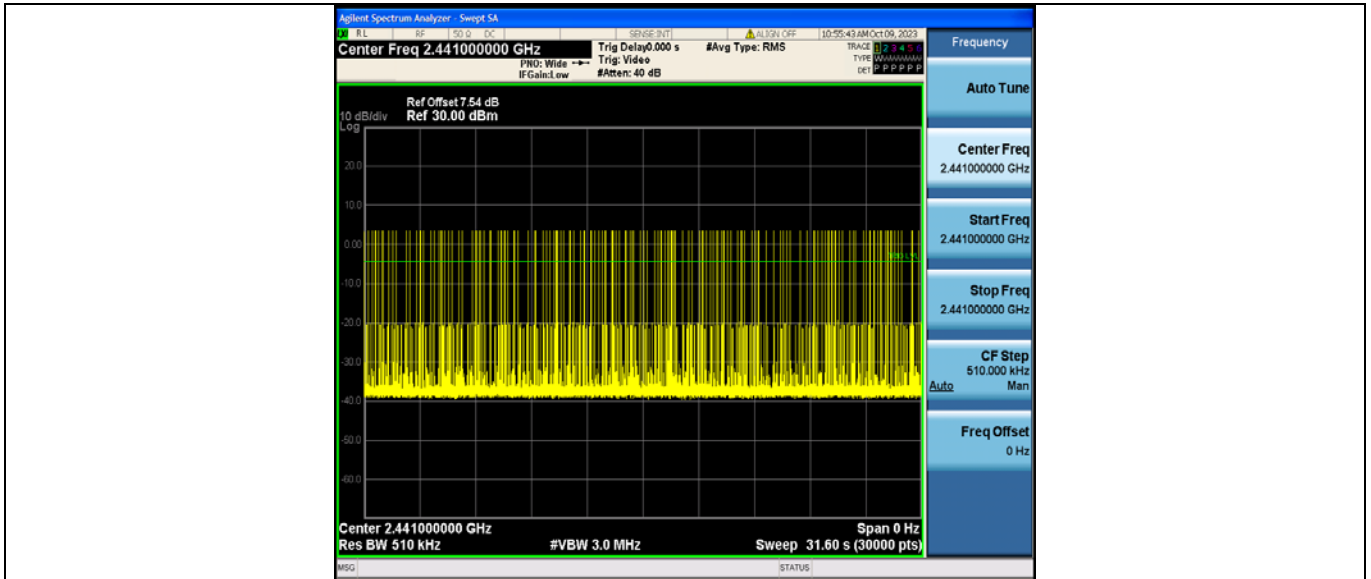 Agilent Spectrum Analyzer - Swept SA
RL RF 50 Ω DC SENSE:INT ALIGN OFF 10:55:43 AM Oct 09, 2023
Center Freq 2.441000000 GHz
PNO: Wide
IFGain:Low
Trig Delay0.000 s
Trig: Video
#Atten: 40 dB
#Avg Type: RMS
TRACE 1 2 3 4 5 6
TYPE
DET P P P P P P
Ref Offset 7.54 dB
10 dB/div Ref 30.00 dBm
Log
20.0
10.0
0.00
-10.0
-20.0
-30.0
-40.0
-50.0
-60.0
Center 2.441000000 GHz Span 0 Hz
Res BW 510 kHz #VBW 3.0 MHz Sweep 31.60 s (30000 pts)
MSG STATUS
Frequency
Auto Tune
Center Freq
2.441000000 GHz
Start Freq
2.441000000 GHz
Stop Freq
2.441000000 GHz
CF Step
510.000 kHz
Auto Man
Freq Offset
0 Hz